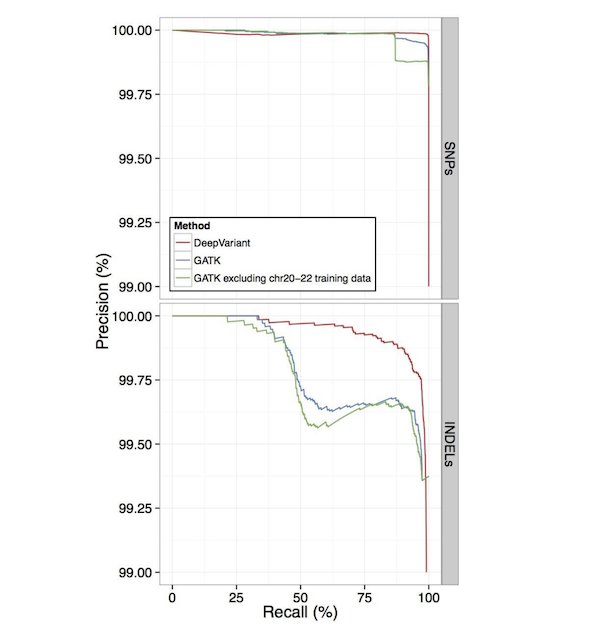 100.00
99.75
99.50
99.25
99.00
SNPs
Method
DeepVariant
GATK
GATK excluding chr20−22 training data
Precision (%)
100.00
99.75
99.50
99.25
99.00
INDELs
0 25 50 75 100
Recall (%)